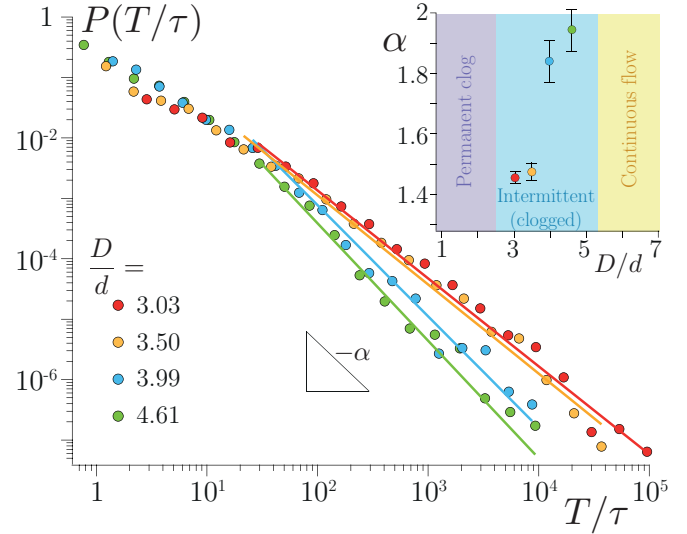 P(T/τ)
1
10⁻²
10⁻⁴
10⁻⁶
D/d =
3.03
3.50
3.99
4.61
−α
1 10¹ 10² 10³ 10⁴ 10⁵
T/τ
α
2
1.8
1.6
1.4
Permanent clog
Intermittent
(clogged)
Continuous flow
1 3 5 7
D/d